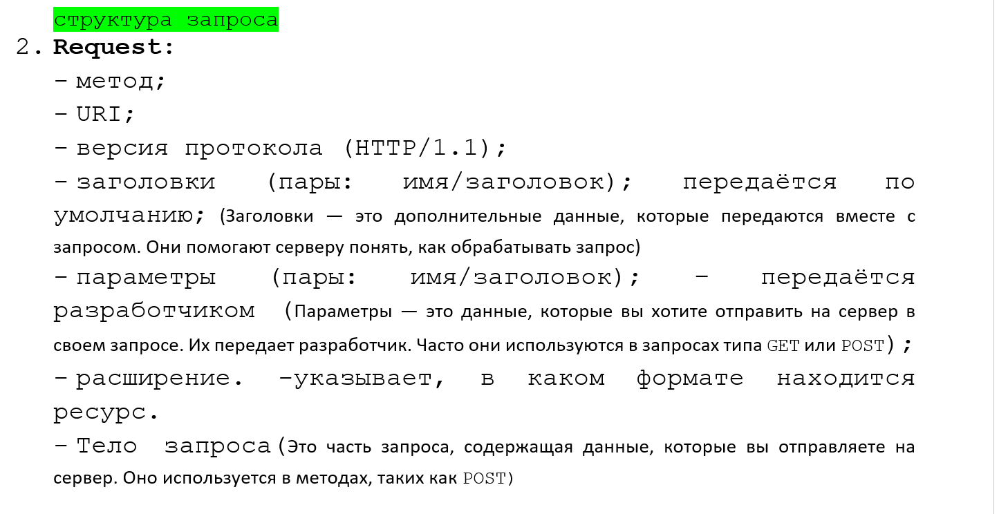 структура запроса
2. Request:
– метод;
– URI;
– версия протокола (HTTP/1.1);
– заголовки (пары: имя/заголовок); передаётся по
умолчанию; (Заголовки — это дополнительные данные, которые передаются вместе с
запросом. Они помогают серверу понять, как обрабатывать запрос)
– параметры (пары: имя/заголовок); – передаётся
разработчиком (Параметры — это данные, которые вы хотите отправить на сервер в
своем запросе. Их передает разработчик. Часто они используются в запросах типа GET или POST);
– расширение. –указывает, в каком формате находится
ресурс.
– Тело запроса(Это часть запроса, содержащая данные, которые вы отправляете на
сервер. Оно используется в методах, таких как POST)